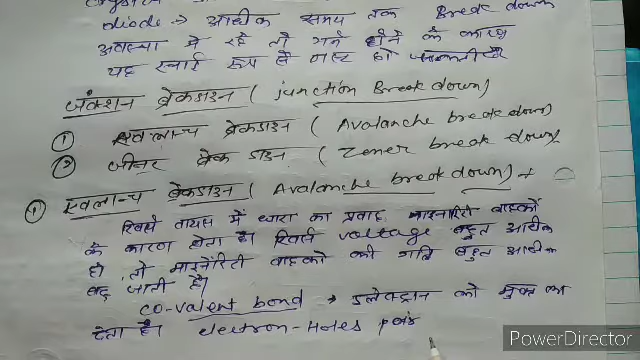 diode → अधीक समय तक Break down
अवस्था में रहे तो गर्म होने के कारण
यह स्थाई रूप से नष्ट हो
जंक्शन ब्रेकडाउन ( junction Break down)
① एवलान्च ब्रेकडाउन ( Avalanche break down)
② जीनर ब्रेक डाउन ( Zener break down)
① एवलान्च ब्रेकडाउन ( Avalanche break down) →
रिवर्स वायस में धारा का प्रवाह माइनॉरिटी वाहकों
के कारण होता है। रिवर्स voltage बहुत अधीक
हो तो माइनॉरिटी वाहकों की गति बहुत अधीक
बढ़ जाती है।
co-valent bond → इलेक्ट्रान को मुक्त कर
देता है। electron-Holes pair
PowerDirector